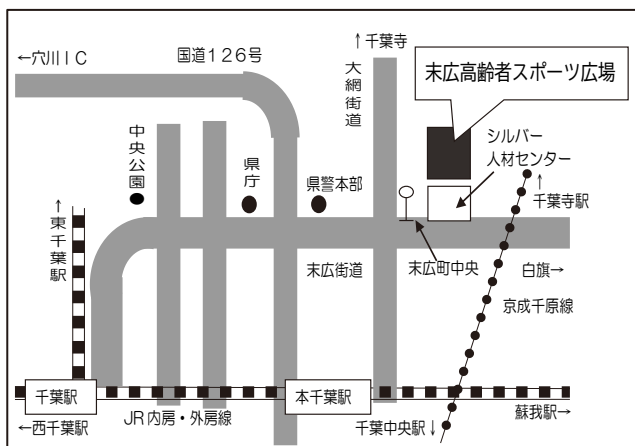 ←穴川ＩＣ
国道１２６号
↑千葉寺
大網街道
末広高齢者スポーツ広場
シルバー
人材センター
中央公園
県庁
県警本部
↑
千葉寺駅
↑東千葉駅
末広街道
末広町中央
白旗→
京成千原線
千葉駅
本千葉駅
←西千葉駅
JR内房・外房線
千葉中央駅↓
蘇我駅→